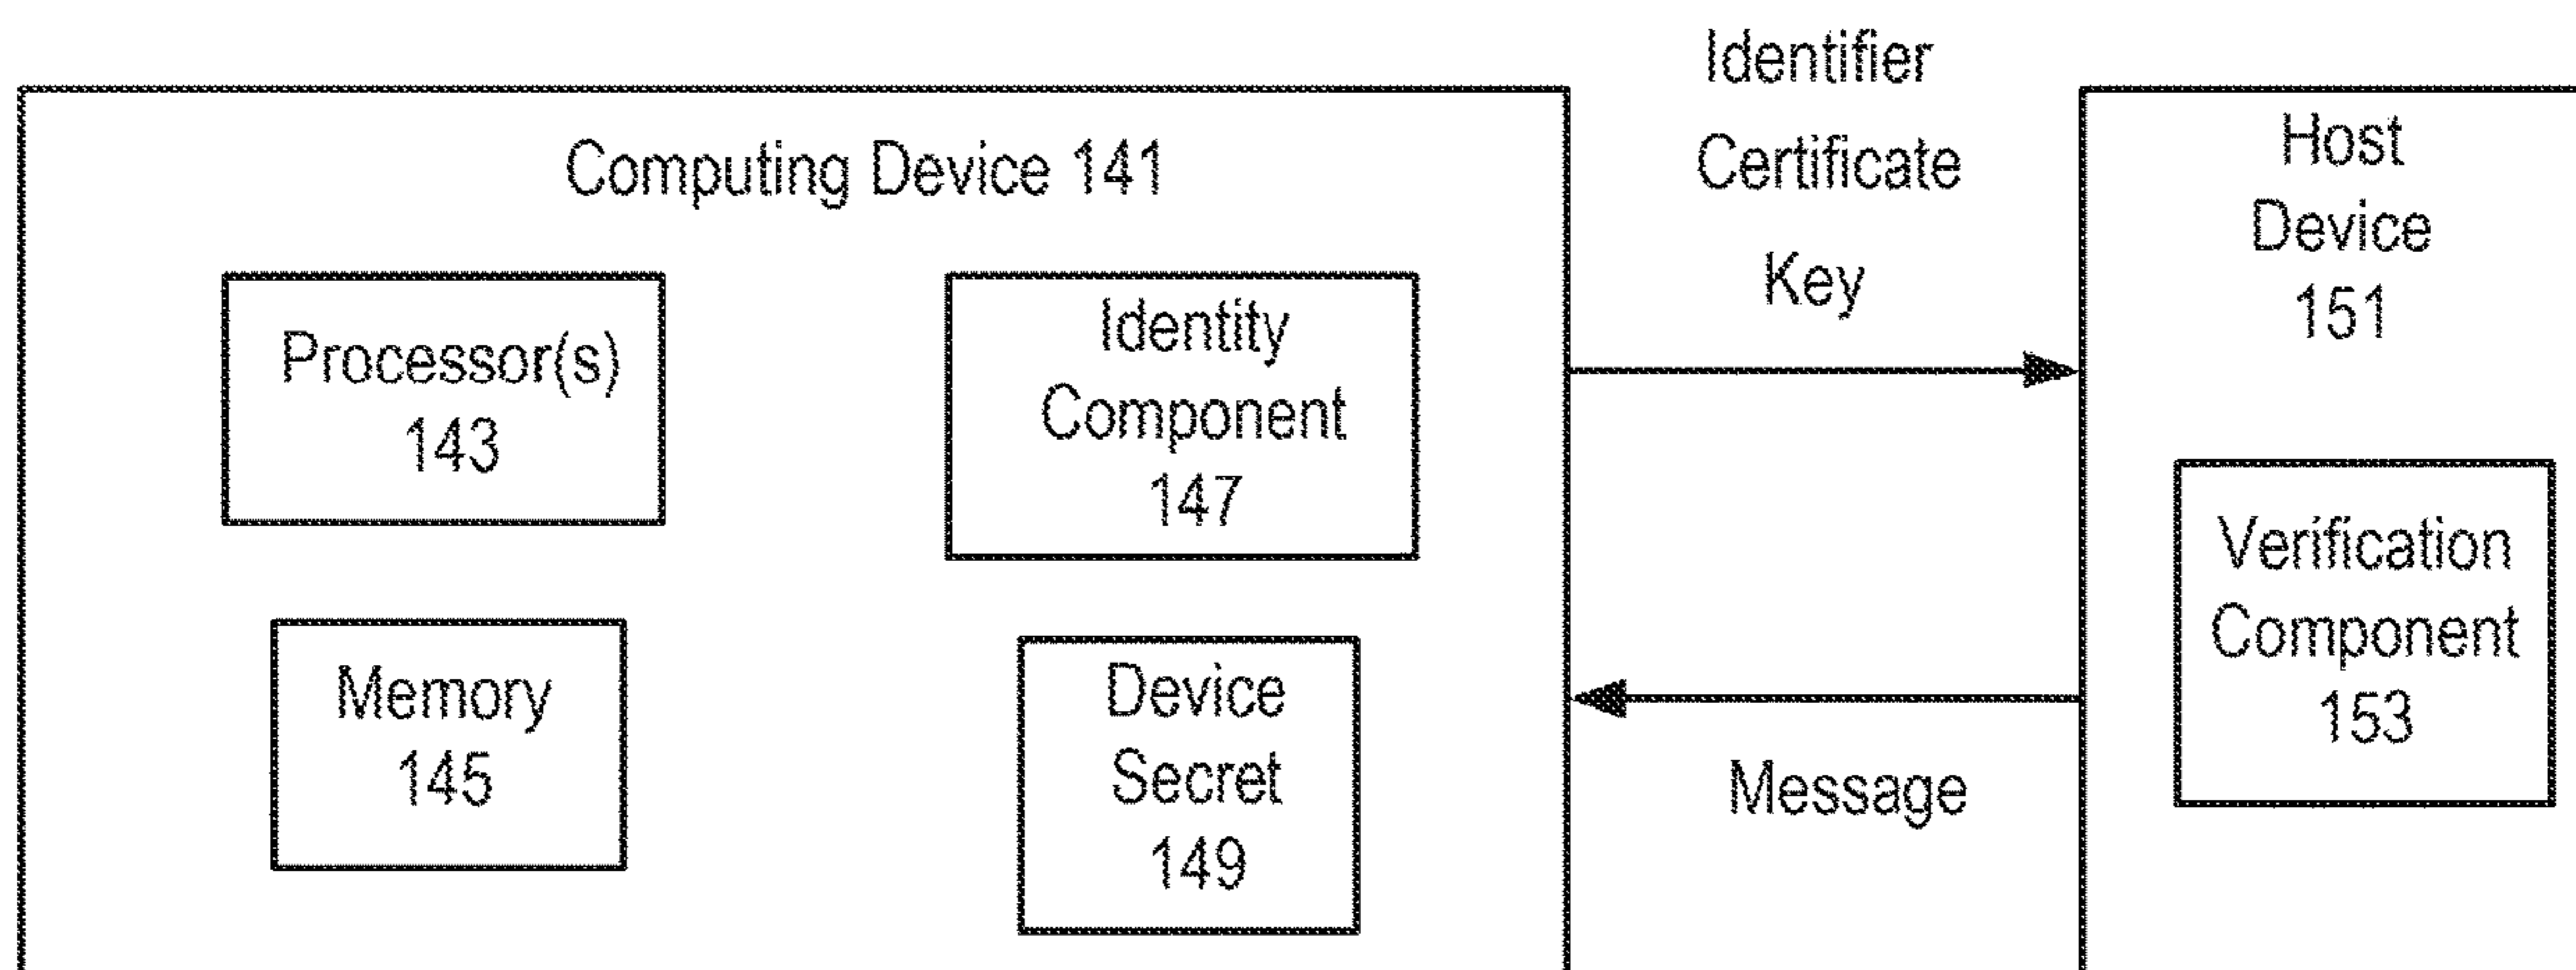 Computing Device 141
Processor(s)
143
Memory
145
Identity
Component
147
Device
Secret
149
Identifier
Certificate
Key
Message
Host
Device
151
Verification
Component
153